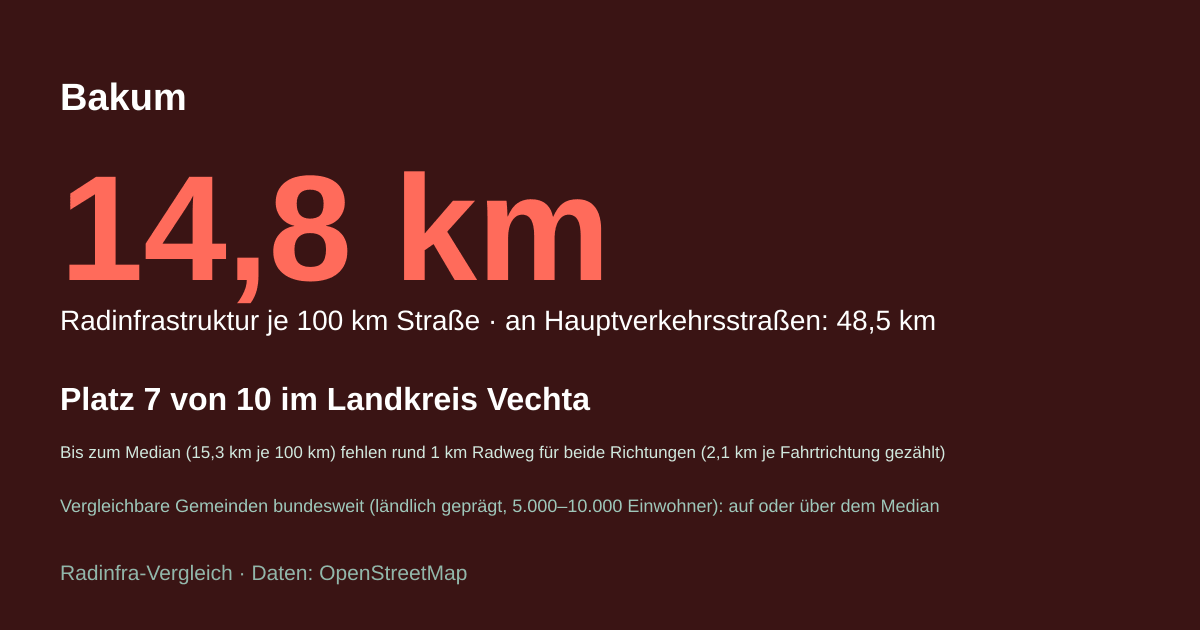 Bakum
14,8 km
Radinfrastruktur je 100 km Straße · an Hauptverkehrsstraßen: 48,5 km
Platz 7 von 10 im Landkreis Vechta
Bis zum Median (15,3 km je 100 km) fehlen rund 1 km Radweg für beide Richtungen (2,1 km je Fahrtrichtung gezählt)
Vergleichbare Gemeinden bundesweit (ländlich geprägt, 5.000–10.000 Einwohner): auf oder über dem Median
Radinfra-Vergleich · Daten: OpenStreetMap